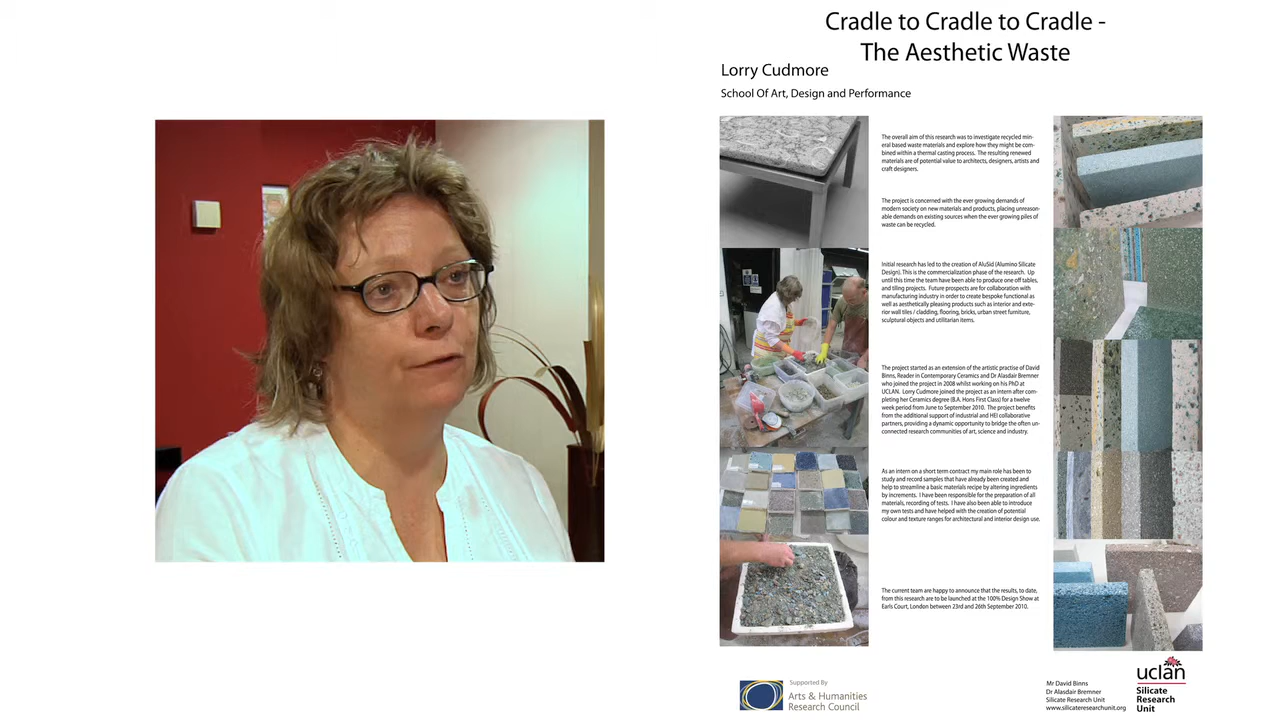 Cradle to Cradle to Cradle -
The Aesthetic Waste
Lorry Cudmore
School Of Art, Design and Performance
The overall aim of this research was to investigate recycled min-
eral based waste materials and explore how they might be com-
bined within a thermal casting process. The resulting renewed
materials are of potential value to architects, designers, artists and
craft designers.
The project is concerned with the ever growing demands of
modern society on new materials and products, placing unreason-
able demands on existing sources when the ever growing piles of
waste can be recycled.
Initial research has led to the creation of AluSid (Alumino Silicate
Design). This is the commercialization phase of the research. Up
until this time the team have been able to produce one off tables,
and tiling projects. Future prospects are for collaboration with
manufacturing industry in order to create bespoke functional as
well as aesthetically pleasing products such as interior and exte-
rior wall tiles / cladding, flooring, bricks, urban street furniture,
sculptural objects and utilitarian items.
The project started as an extension of the artistic practise of David
Binns, Reader in Contemporary Ceramics and Dr Alasdair Bremner
who joined the project in 2008 whilst working on his PhD at
UCLAN. Lorry Cudmore joined the project as an intern after com-
pleting her Ceramics degree (B.A. Hons First Class) for a twelve
week period from June to September 2010. The project benefits
from the additional support of industrial and HEI collaborative
partners, providing a dynamic opportunity to bridge the often un-
connected research communities of art, science and industry.
As an intern on a short term contract my main role has been to
study and record samples that have already been created and
help to streamline a basic materials recipe by altering ingredients
by increments. I have been responsible for the preparation of all
materials, recording of tests. I have also been able to introduce
my own tests and have helped with the creation of potential
colour and texture ranges for architectural and interior design use.
The current team are happy to announce that the results, to date,
from this research are to be launched at the 100% Design Show at
Earls Court, London between 23rd and 26th September 2010.
Supported By
Arts & Humanities
Research Council
Mr David Binns
Dr Alasdair Bremner
Silicate Research Unit
www.silicateresearchunit.org
uclan
Silicate
Research
Unit